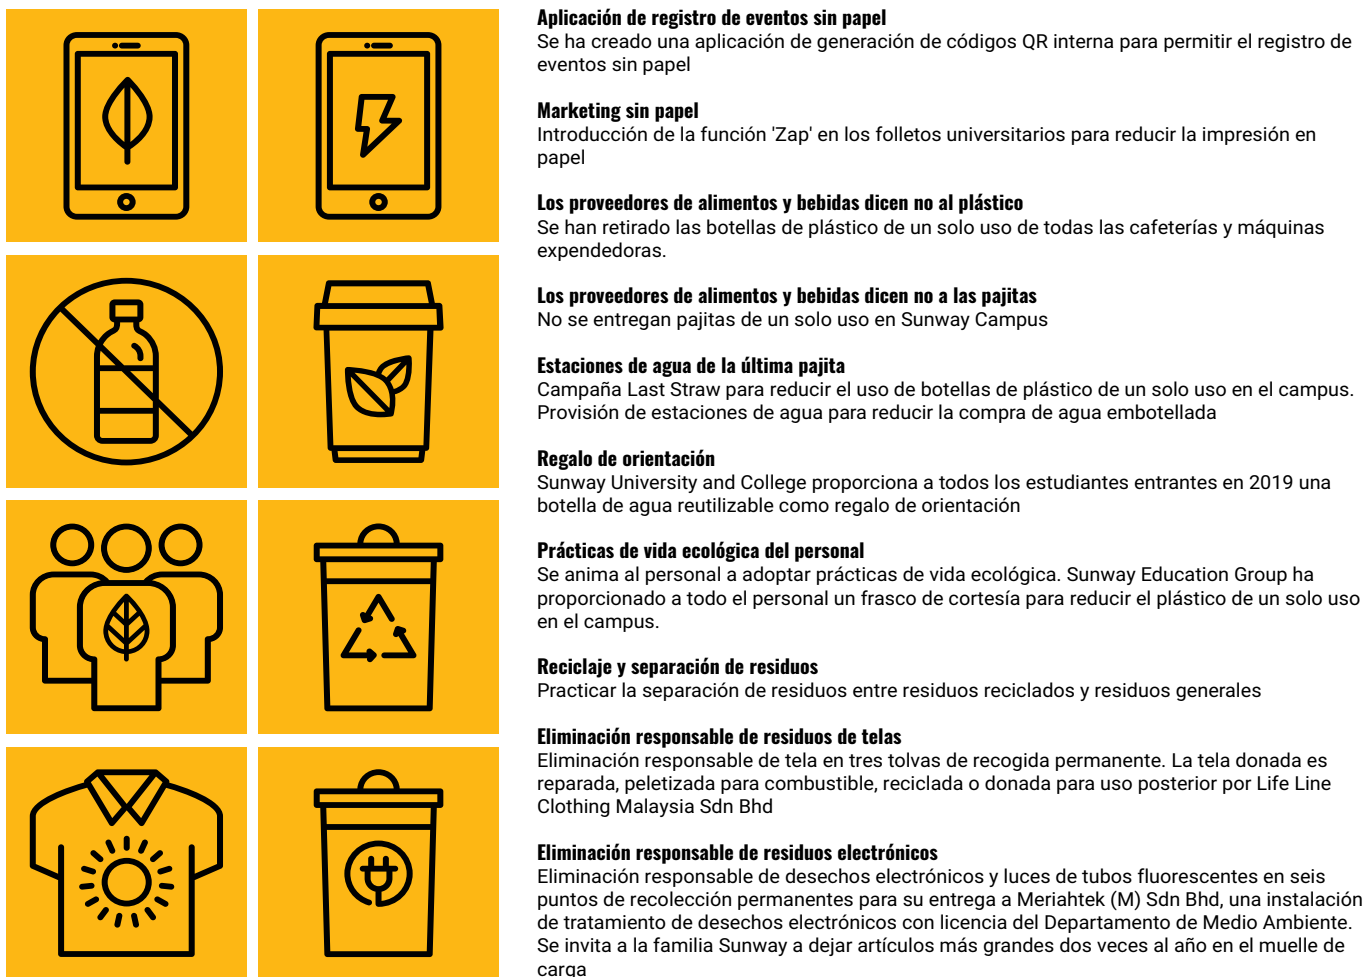 Aplicación de registro de eventos sin papel
Se ha creado una aplicación de generación de códigos QR interna para permitir el registro de
eventos sin papel
Marketing sin papel
Introducción de la función 'Zap' en los folletos universitarios para reducir la impresión en
papel
Los proveedores de alimentos y bebidas dicen no al plástico
Se han retirado las botellas de plástico de un solo uso de todas las cafeterías y máquinas
expendedoras.
Los proveedores de alimentos y bebidas dicen no a las pajitas
No se entregan pajitas de un solo uso en Sunway Campus
Estaciones de agua de la última pajita
Campaña Last Straw para reducir el uso de botellas de plástico de un solo uso en el campus.
Provisión de estaciones de agua para reducir la compra de agua embotellada
Regalo de orientación
Sunway University and College proporciona a todos los estudiantes entrantes en 2019 una
botella de agua reutilizable como regalo de orientación
Prácticas de vida ecológica del personal
Se anima al personal a adoptar prácticas de vida ecológica. Sunway Education Group ha
proporcionado a todo el personal un frasco de cortesía para reducir el plástico de un solo uso
en el campus.
Reciclaje y separación de residuos
Practicar la separación de residuos entre residuos reciclados y residuos generales
Eliminación responsable de residuos de telas
Eliminación responsable de tela en tres tolvas de recogida permanente. La tela donada es
reparada, peletizada para combustible, reciclada o donada para uso posterior por Life Line
Clothing Malaysia Sdn Bhd
Eliminación responsable de residuos electrónicos
Eliminación responsable de desechos electrónicos y luces de tubos fluorescentes en seis
puntos de recolección permanentes para su entrega a Meriahtek (M) Sdn Bhd, una instalación
de tratamiento de desechos electrónicos con licencia del Departamento de Medio Ambiente.
Se invita a la familia Sunway a dejar artículos más grandes dos veces al año en el muelle de
carga